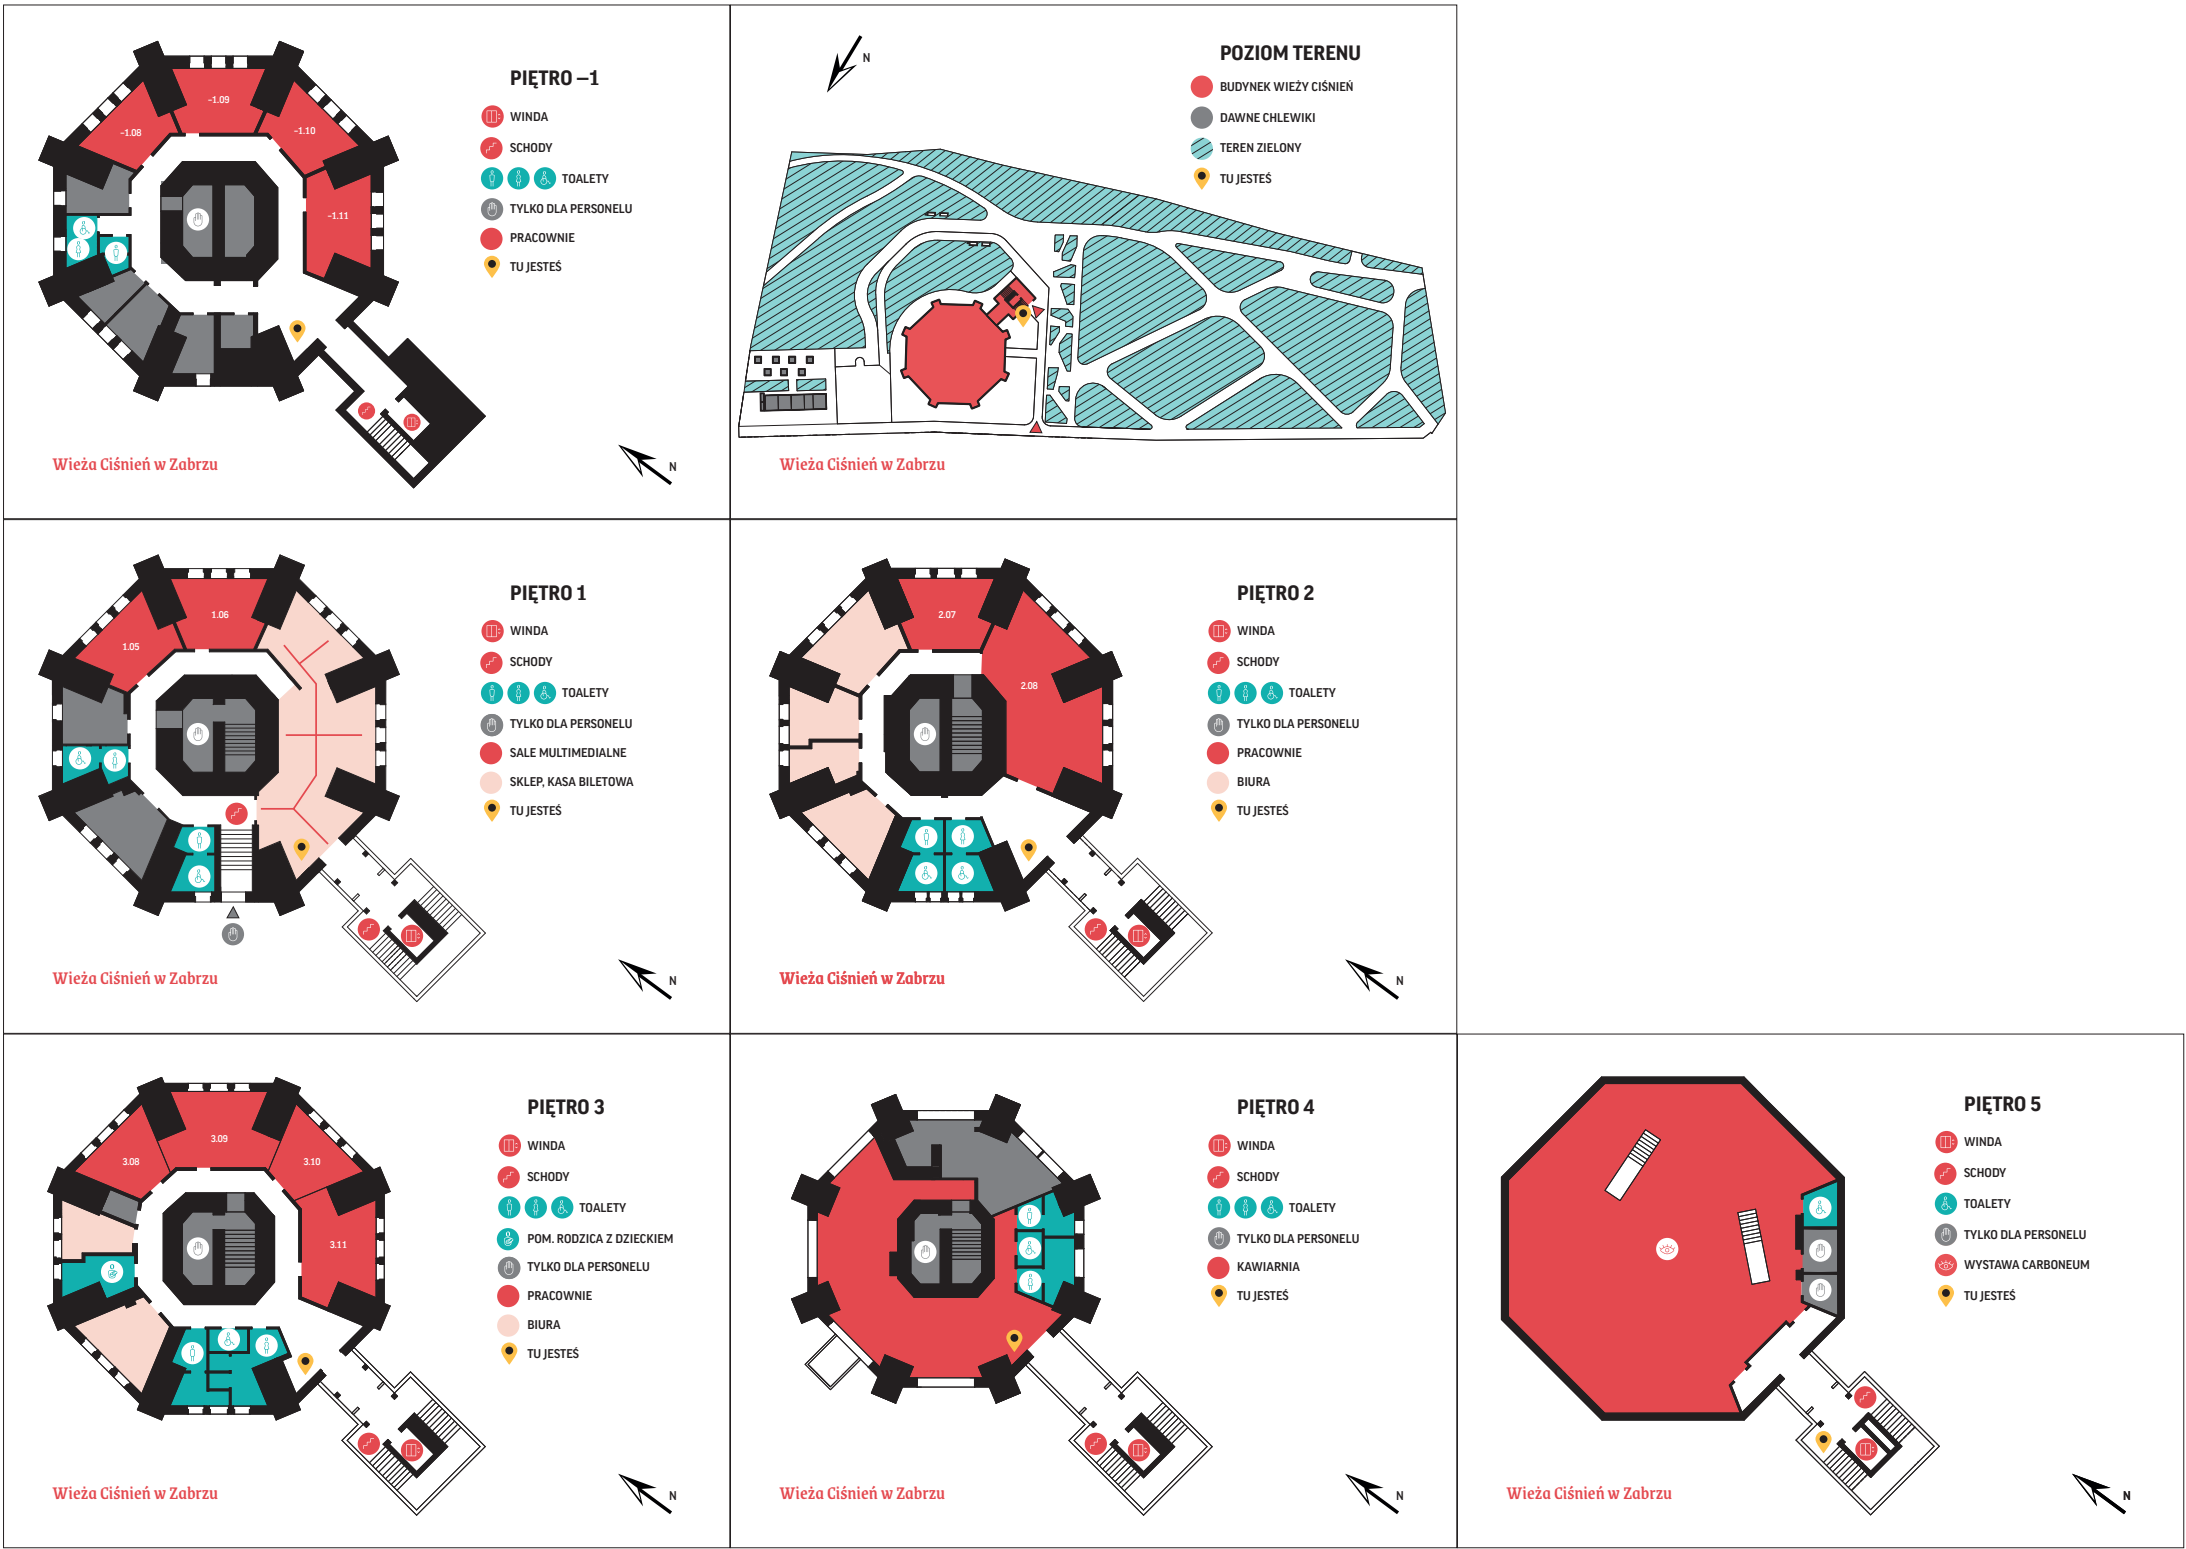 PIĘTRO –1
WINDA
SCHODY
TOALETY
TYLKO DLA PERSONELU
PRACOWNIE
TU JESTEŚ
-1.08
-1.09
-1.10
-1.11
N
Wieża Ciśnień w Zabrzu
POZIOM TERENU
BUDYNEK WIEŻY CIŚNIEŃ
DAWNE CHLEWIKI
TEREN ZIELONY
TU JESTEŚ
N
Wieża Ciśnień w Zabrzu
PIĘTRO 1
WINDA
SCHODY
TOALETY
TYLKO DLA PERSONELU
SALE MULTIMEDIALNE
SKLEP, KASA BILETOWA
TU JESTEŚ
1.05
1.06
N
Wieża Ciśnień w Zabrzu
PIĘTRO 2
WINDA
SCHODY
TOALETY
TYLKO DLA PERSONELU
PRACOWNIE
BIURA
TU JESTEŚ
2.07
2.08
N
Wieża Ciśnień w Zabrzu
PIĘTRO 3
WINDA
SCHODY
TOALETY
POM. RODZICA Z DZIECKIEM
TYLKO DLA PERSONELU
PRACOWNIE
BIURA
TU JESTEŚ
3.08
3.09
3.10
3.11
N
Wieża Ciśnień w Zabrzu
PIĘTRO 4
WINDA
SCHODY
TOALETY
TYLKO DLA PERSONELU
KAWIARNIA
TU JESTEŚ
N
Wieża Ciśnień w Zabrzu
PIĘTRO 5
WINDA
SCHODY
TOALETY
TYLKO DLA PERSONELU
WYSTAWA CARBONEUM
TU JESTEŚ
N
Wieża Ciśnień w Zabrzu